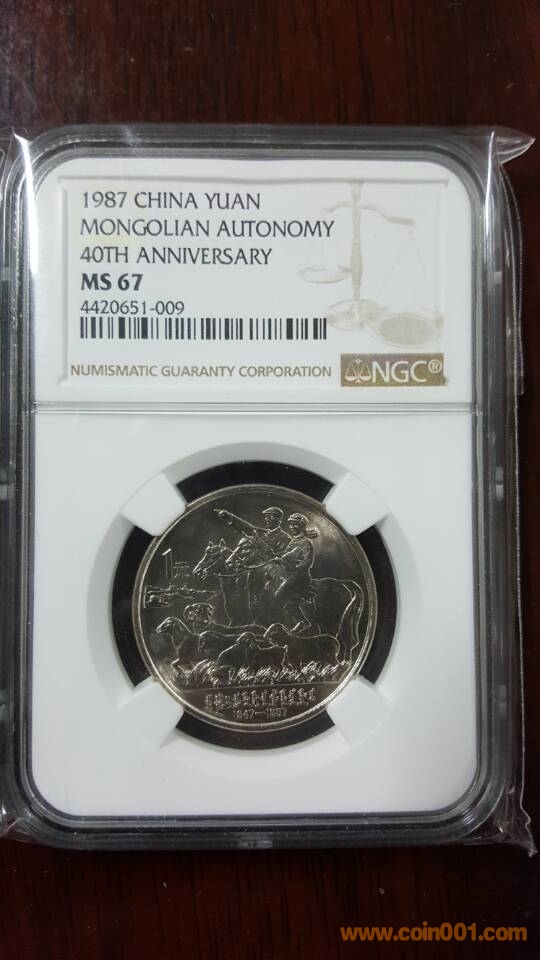 1987 CHINA YUAN
MONGOLIAN AUTONOMY
40TH ANNIVERSARY
MS 67
4420651-009
NUMISMATIC GUARANTY CORPORATION
NGC®
1
1947—1987
www.coin001.com